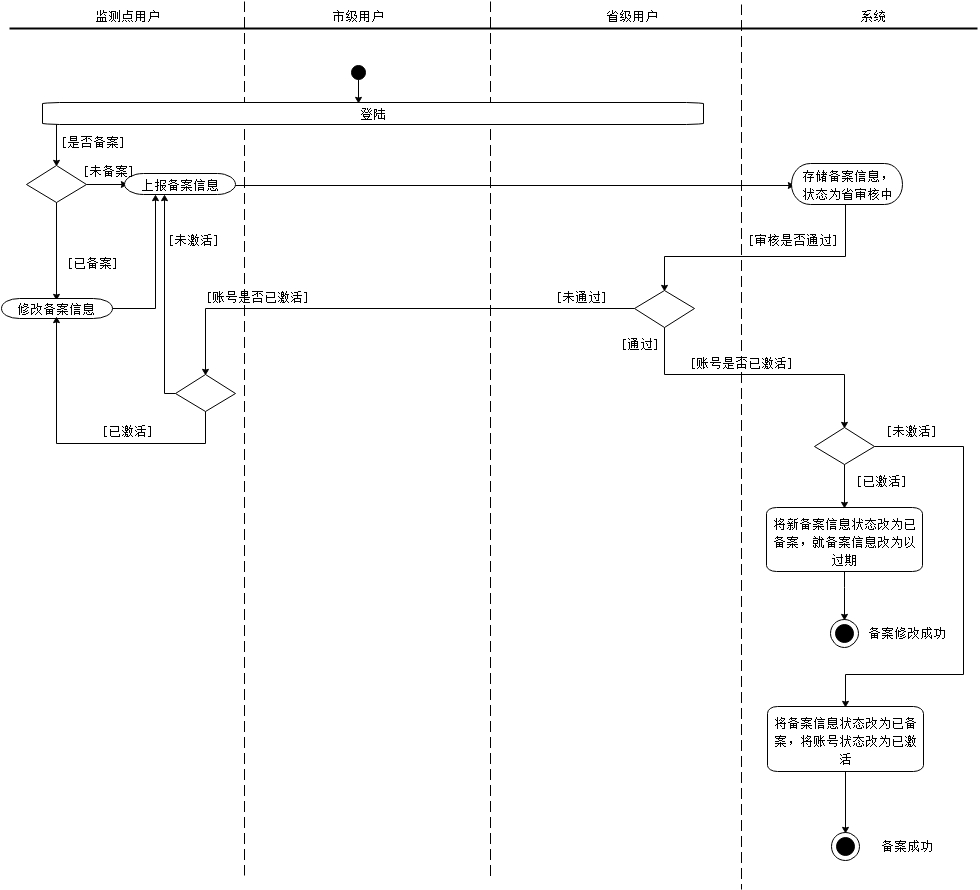 监测点用户
市级用户
省级用户
系统
登陆
[是否备案]
[未备案]
上报备案信息
存储备案信息，
状态为省审核中
[未激活]
[审核是否通过]
[已备案]
修改备案信息
[账号是否已激活]
[未通过]
[通过]
[账号是否已激活]
[已激活]
[未激活]
[已激活]
将新备案信息状态改为已
备案，就备案信息改为以
过期
备案修改成功
将备案信息状态改为已备
案，将账号状态改为已激
活
备案成功